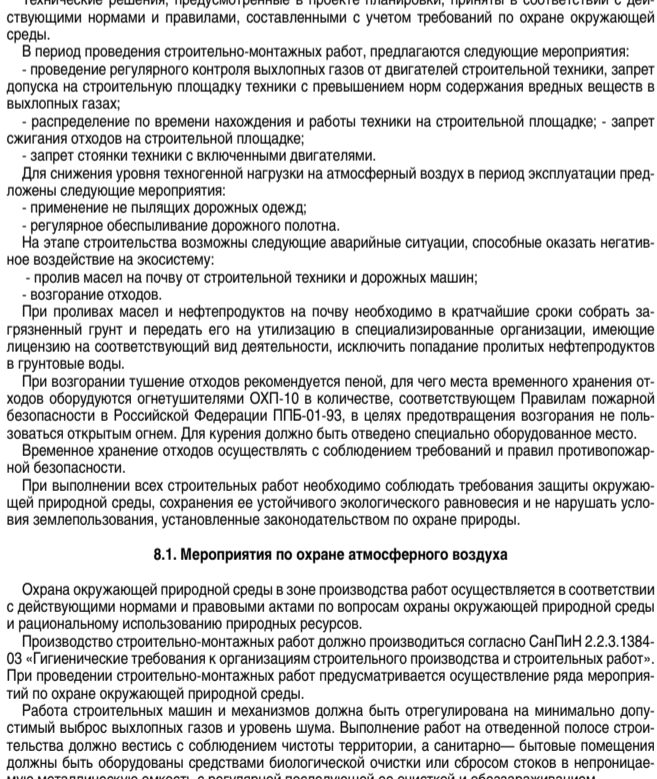 Технические решения, предусмотренные в проекте планировки, приняты в соответствии с дей-
ствующими нормами и правилами, составленными с учетом требований по охране окружающей
среды.
В период проведения строительно-монтажных работ, предлагаются следующие мероприятия:
- проведение регулярного контроля выхлопных газов от двигателей строительной техники, запрет
допуска на строительную площадку техники с превышением норм содержания вредных веществ в
выхлопных газах;
- распределение по времени нахождения и работы техники на строительной площадке; - запрет
сжигания отходов на строительной площадке;
- запрет стоянки техники с включенными двигателями.
Для снижения уровня техногенной нагрузки на атмосферный воздух в период эксплуатации пред-
ложены следующие мероприятия:
- применение не пылящих дорожных одежд;
- регулярное обеспыливание дорожного полотна.
На этапе строительства возможны следующие аварийные ситуации, способные оказать негатив-
ное воздействие на экосистему:
- пролив масел на почву от строительной техники и дорожных машин;
- возгорание отходов.
При проливах масел и нефтепродуктов на почву необходимо в кратчайшие сроки собрать за-
грязненный грунт и передать его на утилизацию в специализированные организации, имеющие
лицензию на соответствующий вид деятельности, исключить попадание пролитых нефтепродуктов
в грунтовые воды.
При возгорании тушение отходов рекомендуется пеной, для чего места временного хранения от-
ходов оборудуются огнетушителями ОХП-10 в количестве, соответствующем Правилам пожарной
безопасности в Российской Федерации ППБ-01-93, в целях предотвращения возгорания не поль-
зоваться открытым огнем. Для курения должно быть отведено специально оборудованное место.
Временное хранение отходов осуществлять с соблюдением требований и правил противопожар-
ной безопасности.
При выполнении всех строительных работ необходимо соблюдать требования защиты окружаю-
щей природной среды, сохранения ее устойчивого экологического равновесия и не нарушать усло-
вия землепользования, установленные законодательством по охране природы.
8.1. Мероприятия по охране атмосферного воздуха
Охрана окружающей природной среды в зоне производства работ осуществляется в соответствии
с действующими нормами и правовыми актами по вопросам охраны окружающей природной среды
и рациональному использованию природных ресурсов.
Производство строительно-монтажных работ должно производиться согласно СанПиН 2.2.3.1384-
03 «Гигиенические требования к организациям строительного производства и строительных работ».
При проведении строительно-монтажных работ предусматривается осуществление ряда мероприя-
тий по охране окружающей природной среды.
Работа строительных машин и механизмов должна быть отрегулирована на минимально допу-
стимый выброс выхлопных газов и уровень шума. Выполнение работ на отведенной полосе строи-
тельства должно вестись с соблюдением чистоты территории, а санитарно— бытовые помещения
должны быть оборудованы средствами биологической очистки или сбросом стоков в непроницае-
мую металлическую емкость с регулярной последующей ее очисткой и обеззараживанием.